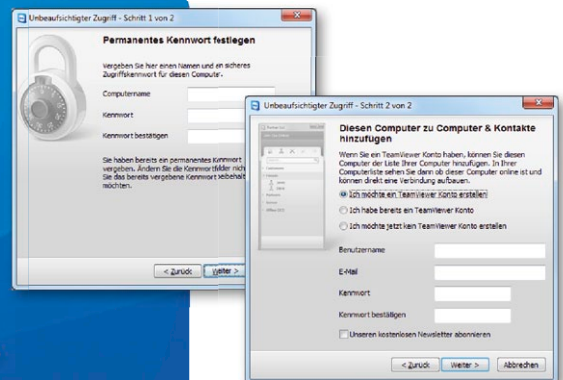 Unbeaufsichtigter Zugriff - Schritt 1 von 2
Permanentes Kennwort festlegen
Vergeben Sie hier einen Namen und ein sicheres
Zugriffskennwort für diesen Computer.
Computername
Kennwort
Kennwort bestätigen
Sie haben bereits ein permanentes Kennwort
vergeben. Ändern Sie die Kennwortfelder nich
Sie das bereits vergebene Kennwort beibehalt
möchten.
< Zurück
Weiter >
Unbeaufsichtigter Zugriff - Schritt 2 von 2
Diesen Computer zu Computer & Kontakte
hinzufügen
Wenn Sie ein TeamViewer Konto haben, können Sie diesen
Computer der Liste Ihrer Computer hinzufügen. In Ihrer
Computerliste sehen Sie dann ob dieser Computer online ist und
können direkt eine Verbindung aufbauen.
Ich möchte ein TeamViewer Konto erstellen
Ich habe bereits ein TeamViewer Konto
Ich möchte jetzt kein TeamViewer Konto erstellen
Benutzername
E-Mail
Kennwort
Kennwort bestätigen
Unseren kostenlosen Newsletter abonnieren
< Zurück
Weiter >
Abbrechen